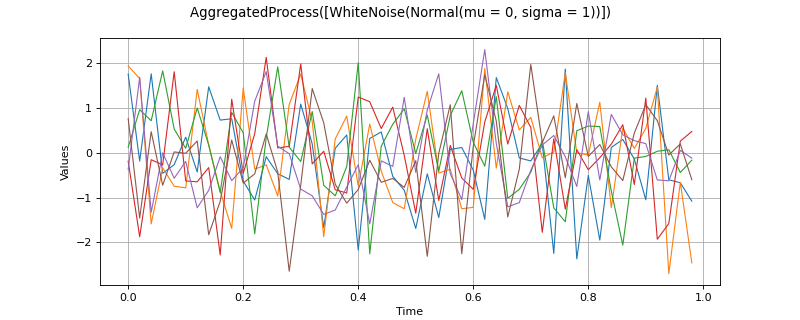 AggregatedProcess([WhiteNoise(Normal(mu = 0, sigma = 1))])
2
1
0
−1
−2
Values
0.0 0.2 0.4 0.6 0.8 1.0
Time